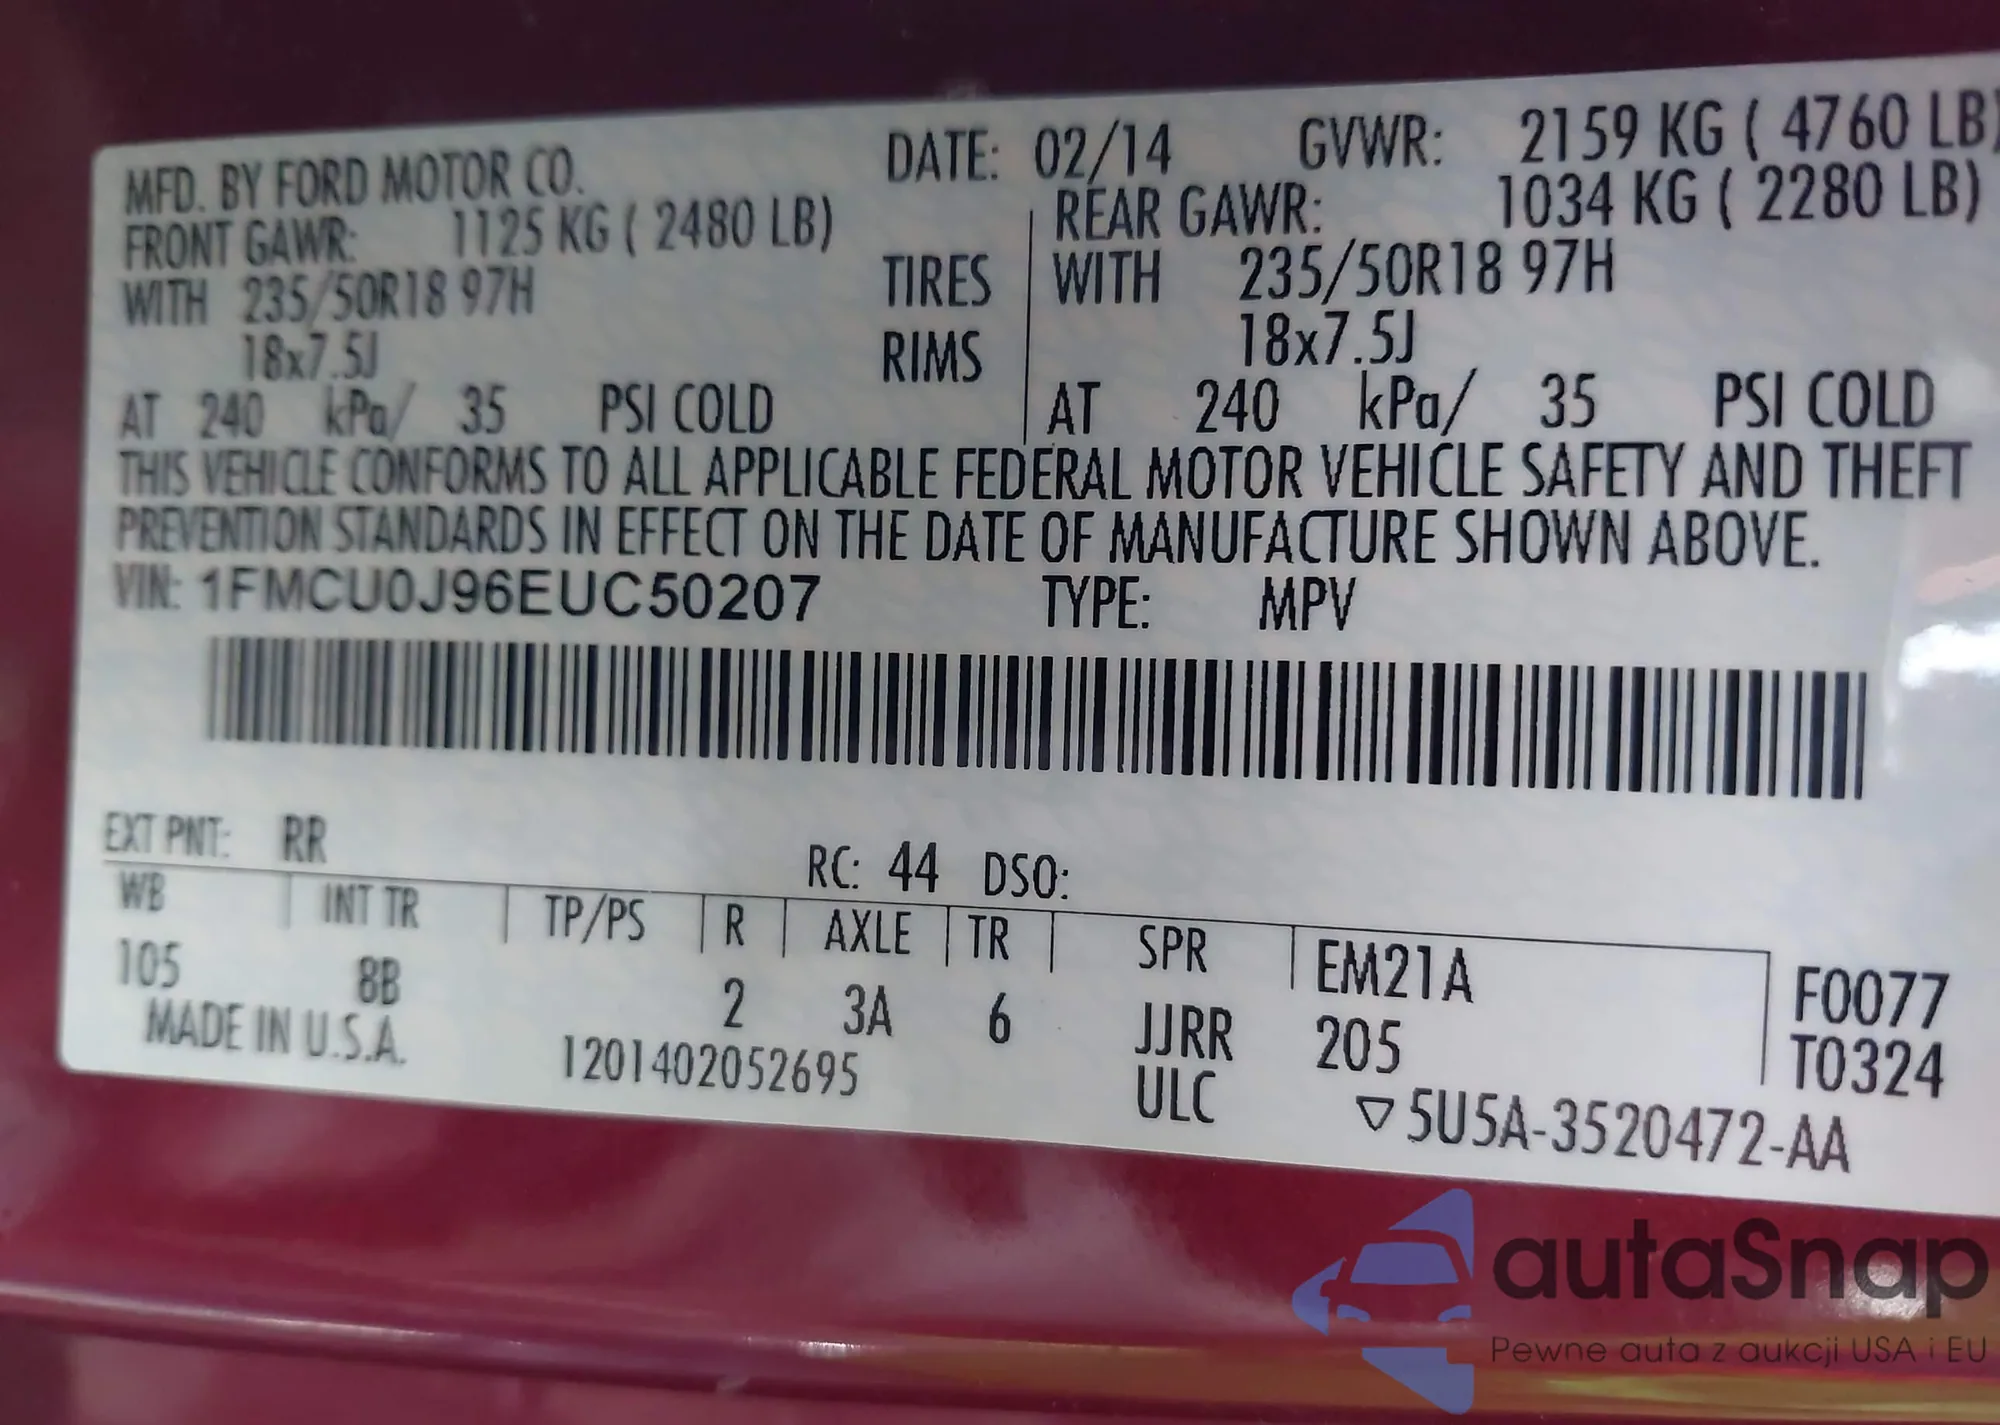 MFD. BY FORD MOTOR CO. DATE: 02/14 GVWR: 2159 KG ( 4760 LB)
FRONT GAWR: 1125 KG ( 2480 LB) REAR GAWR: 1034 KG ( 2280 LB)
WITH 235/50R18 97H TIRES WITH 235/50R18 97H
18x7.5J RIMS 18x7.5J
AT 240 kPa/ 35 PSI COLD AT 240 kPa/ 35 PSI COLD
THIS VEHICLE CONFORMS TO ALL APPLICABLE FEDERAL MOTOR VEHICLE SAFETY AND THEFT
PREVENTION STANDARDS IN EFFECT ON THE DATE OF MANUFACTURE SHOWN ABOVE.
VIN: 1FMCU0J96EUC50207 TYPE: MPV
EXT PNT: RR RC: 44 DSO:
WB INT TR TP/PS R AXLE TR SPR EM21A F0077
105 8B 2 3A 6 JJRR 205 T0324
MADE IN U.S.A. 1201402052695 ULC ▽5U5A-3520472-AA
autaSnap
Pewne auta z aukcji USA i EU